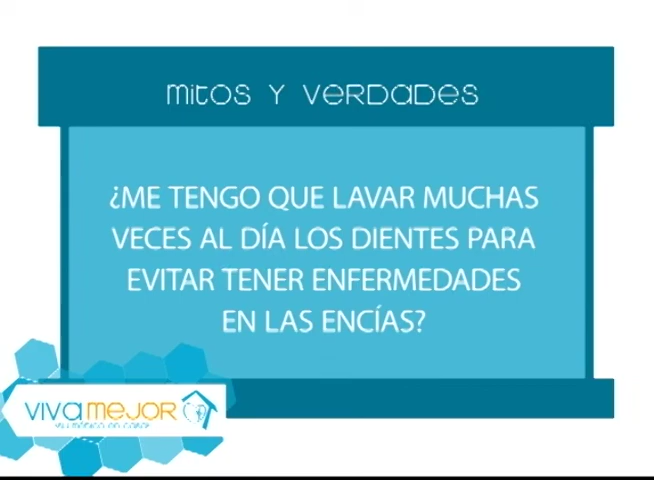 mitos y verdades
¿ME TENGO QUE LAVAR MUCHAS
VECES AL DÍA LOS DIENTES PARA
EVITAR TENER ENFERMEDADES
EN LAS ENCÍAS?
VIVAMEJOR